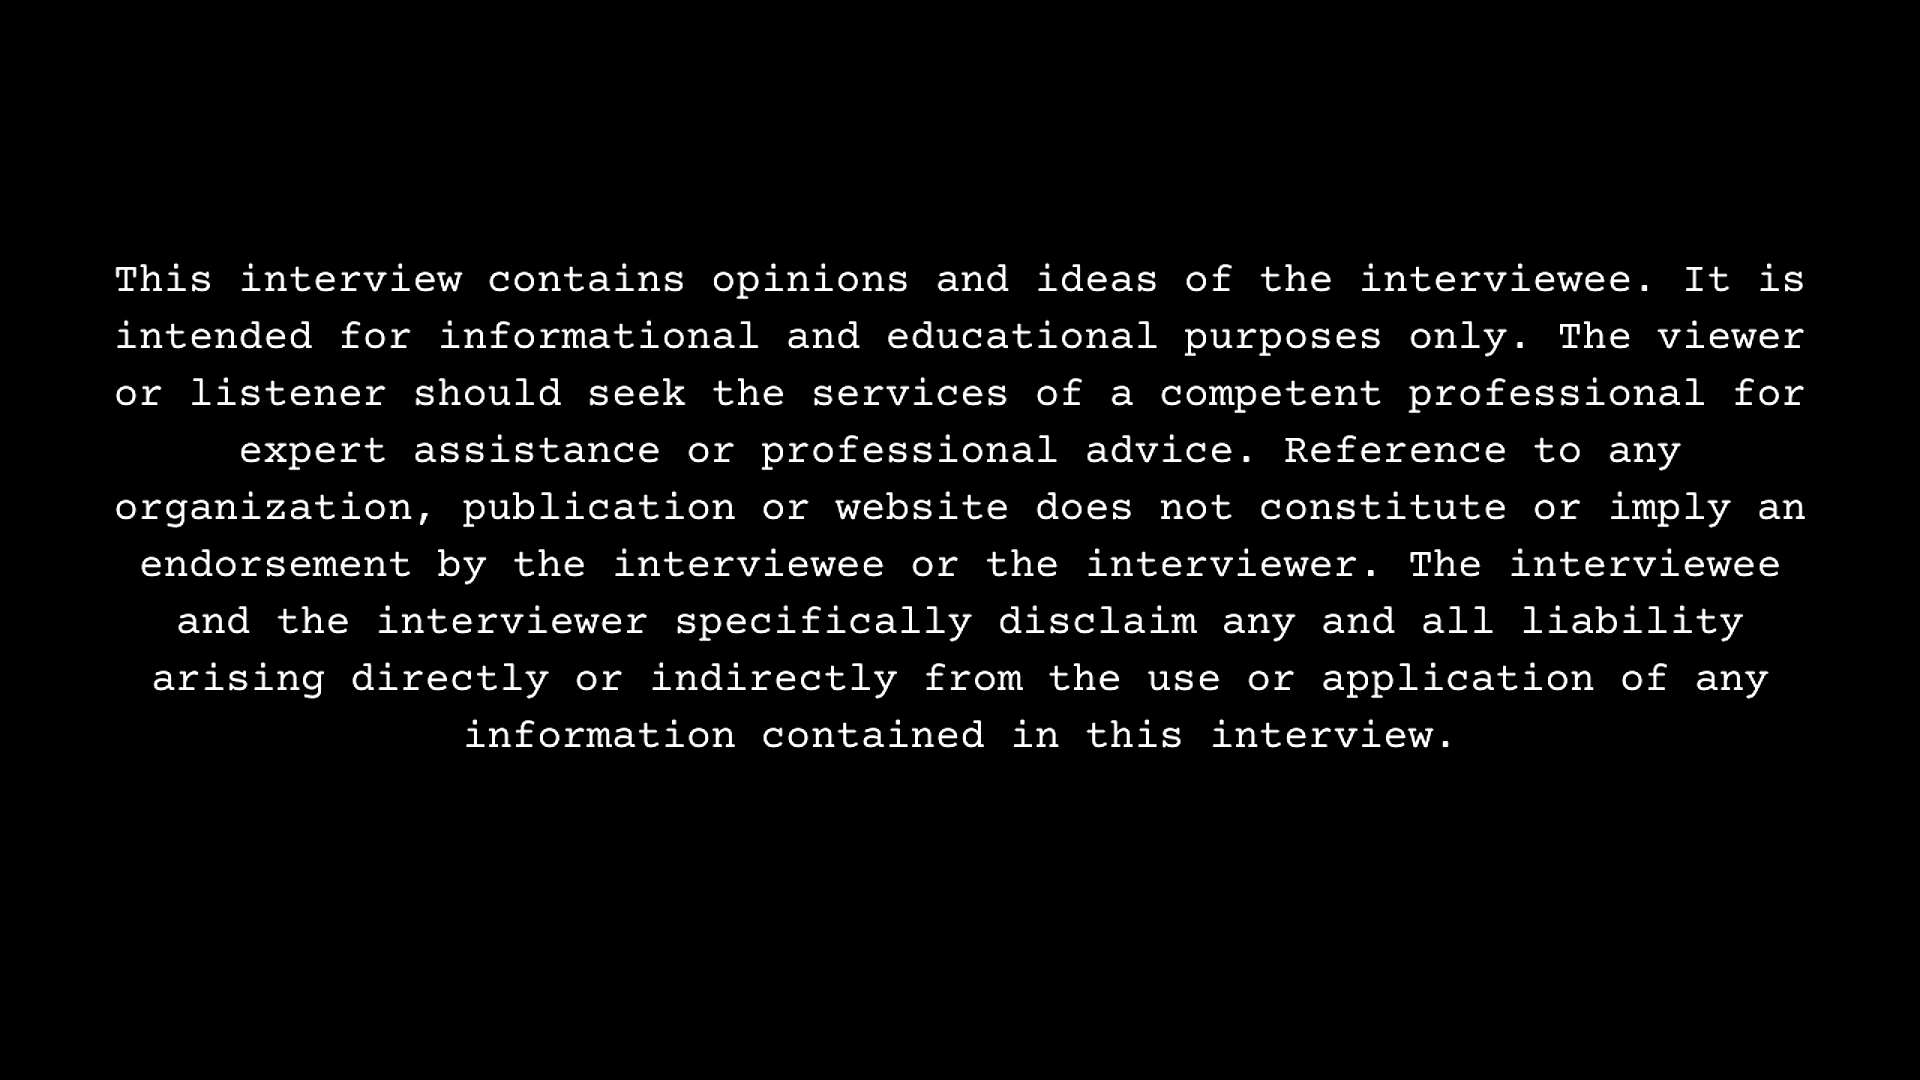 This interview contains opinions and ideas of the interviewee. It is
intended for informational and educational purposes only. The viewer
or listener should seek the services of a competent professional for
expert assistance or professional advice. Reference to any
organization, publication or website does not constitute or imply an
endorsement by the interviewee or the interviewer. The interviewee
and the interviewer specifically disclaim any and all liability
arising directly or indirectly from the use or application of any
information contained in this interview.